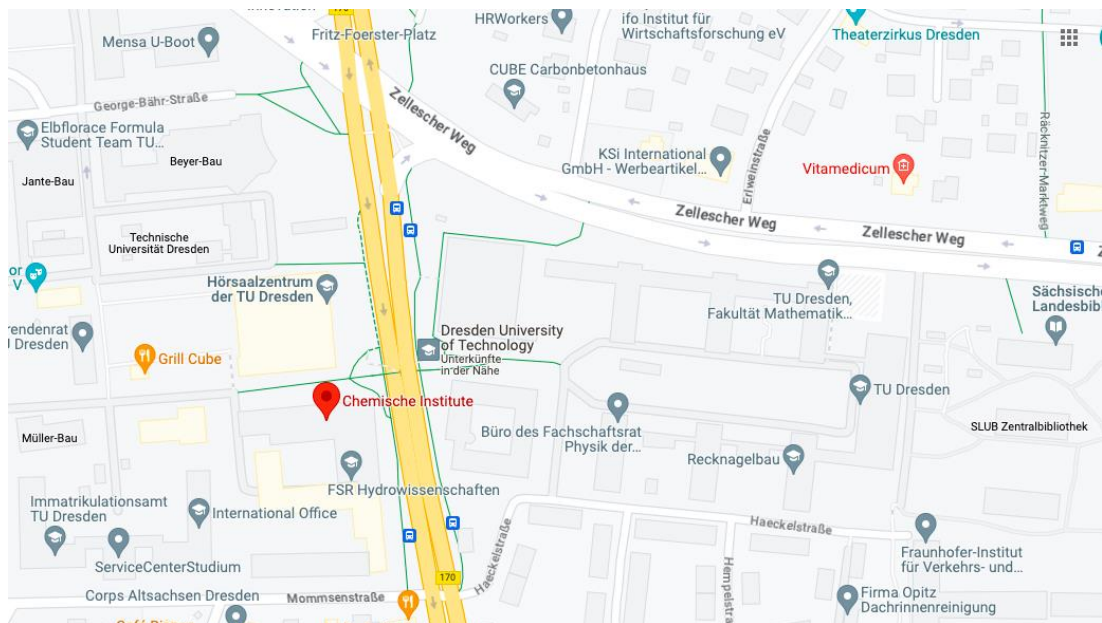 170
HRWorkers
ifo Institut für
Wirtschaftsforschung eV
Theaterzirkus Dresden
Mensa U-Boot
Fritz-Foerster-Platz
CUBE Carbonbetonhaus
George-Bähr-Straße
Zellescher Weg
Elbflorace Formula
Student Team TU...
Beyer-Bau
Jante-Bau
KSi International
GmbH - Werbeartikel...
Erlweinstraße
Vitamedicum
Räcknitzer-Marktweg
Zellescher Weg
Zellescher Weg
Technische
Universität Dresden
Hörsaalzentrum
der TU Dresden
TU Dresden,
Fakultät Mathematik...
Sächsische
Landesbib
Dresden University
of Technology
Unterkünfte
in der Nähe
Grill Cube
Chemische Institute
TU Dresden
Büro des Fachschaftsrat
Physik der...
SLUB Zentralbibliothek
Müller-Bau
Recknagelbau
FSR Hydrowissenschaften
Immatrikulationsamt
TU Dresden
International Office
Haeckelstraße
ServiceCenterStudium
Haeckelstraße
Hempelstr
Fraunhofer-Institut
für Verkehrs- und...
170
Corps Altsachsen Dresden
Mommsenstraße
Firma Opitz
Dachrinnenreinigung